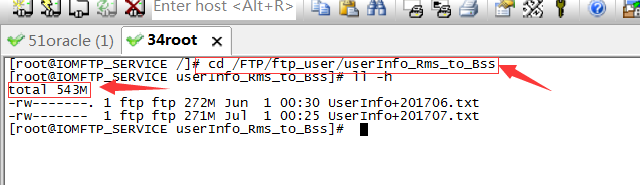 Enter host <Alt+R>
51oracle (1)
34root
[root@IOMFTP_SERVICE /]# cd /FTP/ftp_user/userInfo_Rms_to_Bss
[root@IOMFTP_SERVICE userInfo_Rms_to_Bss]# ll -h
total 543M
-rw-------. 1 ftp ftp 272M Jun  1 00:30 UserInfo+201706.txt
-rw-------  1 ftp ftp 271M Jul  1 00:25 UserInfo+201707.txt
[root@IOMFTP_SERVICE userInfo_Rms_to_Bss]#